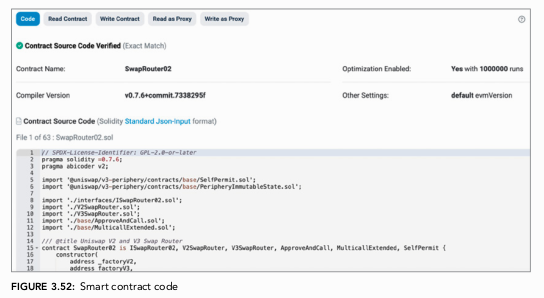 Code Read Contract Write Contract Read as Proxy Write as Proxy
Contract Source Code Verified (Exact Match)
Contract Name: SwapRouter02 Optimization Enabled: Yes with 1000000 runs
Compiler Version v0.7.6+commit.7338295f Other Settings: default evmVersion
Contract Source Code (Solidity Standard Json-Input format)
File 1 of 63 : SwapRouter02.sol
1 // SPDX-License-Identifier: GPL-2.0-or-later
2 pragma solidity =0.7.6;
3 pragma abicoder v2;
4
5 import '@uniswap/v3-periphery/contracts/base/SelfPermit.sol';
6 import '@uniswap/v3-periphery/contracts/base/PeripheryImmutableState.sol';
7
8 import './interfaces/ISwapRouter02.sol';
9 import './V2SwapRouter.sol';
10 import './V3SwapRouter.sol';
11 import './base/ApproveAndCall.sol';
12 import './base/MulticallExtended.sol';
13
14 /// @title Uniswap V2 and V3 Swap Router
15 contract SwapRouter02 is ISwapRouter02, V2SwapRouter, V3SwapRouter, ApproveAndCall, MulticallExtended, SelfPermit {
16 constructor(
17 address _factoryV2,
18 address factoryV3,
FIGURE 3.52: Smart contract code